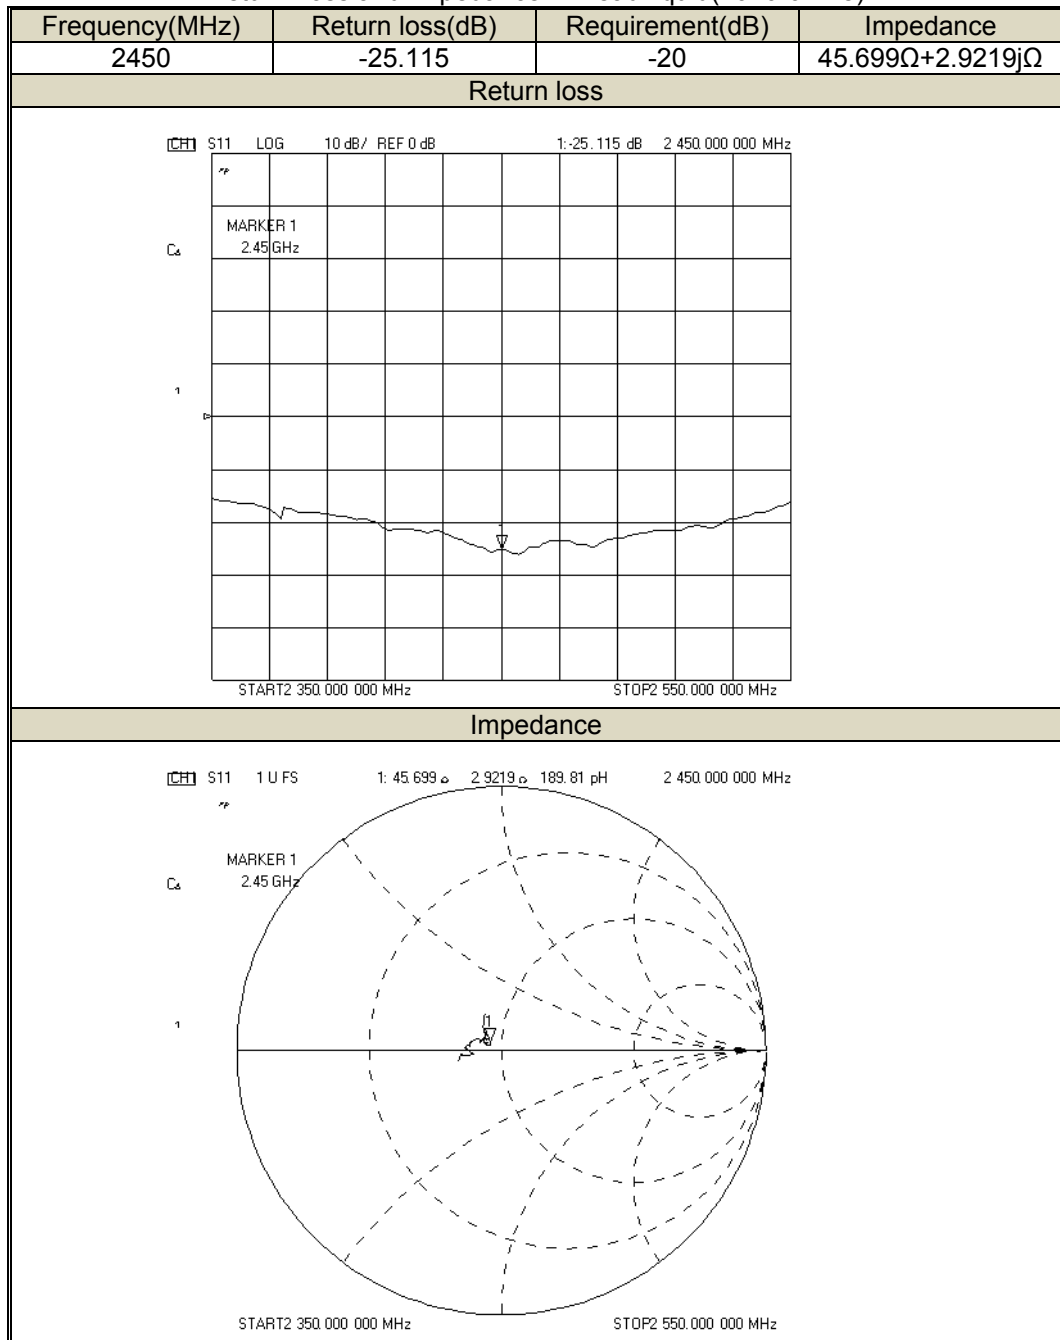 Frequency(MHz) Return loss(dB) Requirement(dB) Impedance
2450 -25.115 -20 45.699Ω+2.9219jΩ
Return loss
CH1 S11 LOG 10 dB/ REF 0 dB 1:-25.115 dB 2 450.000 000 MHz
MARKER 1
2.45 GHz
1
1
START2 350.000 000 MHz STOP2 550.000 000 MHz
Impedance
CH1 S11 1 U FS 1: 45.699 Ω 2.9219 Ω 189.81 pH 2 450.000 000 MHz
MARKER 1
2.45 GHz
1
1
START2 350.000 000 MHz STOP2 550.000 000 MHz